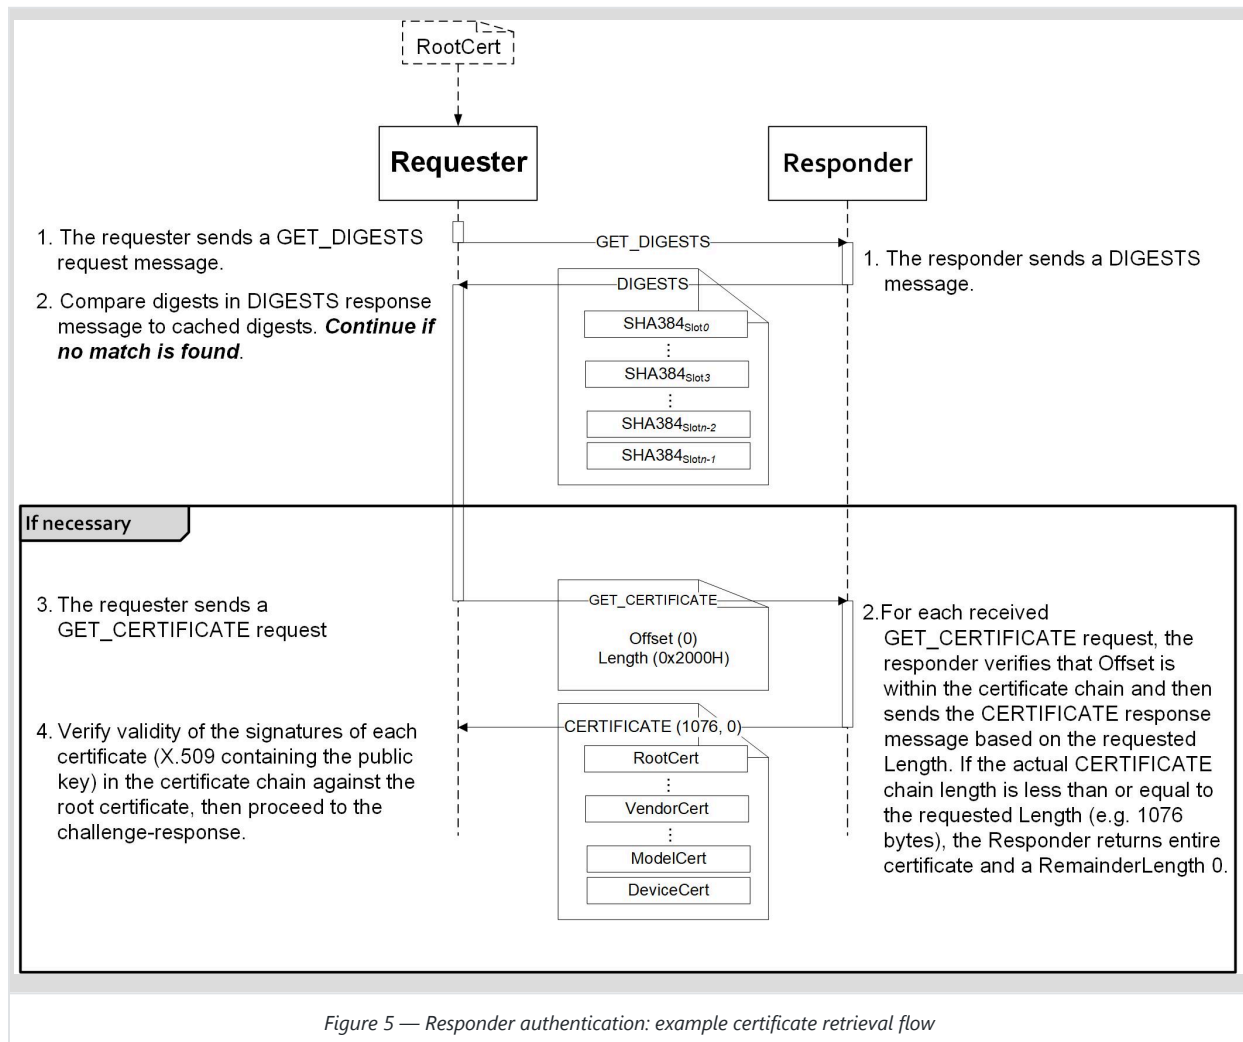 RootCert
Requester
Responder
1. The requester sends a GET_DIGESTS
request message.
2. Compare digests in DIGESTS response
message to cached digests. Continue if
no match is found.
GET_DIGESTS
DIGESTS
SHA384Slot0
⋮
SHA384Slot3
⋮
SHA384Slotn-2
SHA384Slotn-1
1. The responder sends a DIGESTS
message.
If necessary
3. The requester sends a
GET_CERTIFICATE request
4. Verify validity of the signatures of each
certificate (X.509 containing the public
key) in the certificate chain against the
root certificate, then proceed to the
challenge-response.
GET_CERTIFICATE
Offset (0)
Length (0x2000H)
CERTIFICATE (1076, 0)
RootCert
⋮
VendorCert
⋮
ModelCert
DeviceCert
2.For each received
GET_CERTIFICATE request, the
responder verifies that Offset is
within the certificate chain and then
sends the CERTIFICATE response
message based on the requested
Length. If the actual CERTIFICATE
chain length is less than or equal to
the requested Length (e.g. 1076
bytes), the Responder returns entire
certificate and a RemainderLength 0.
Figure 5 — Responder authentication: example certificate retrieval flow